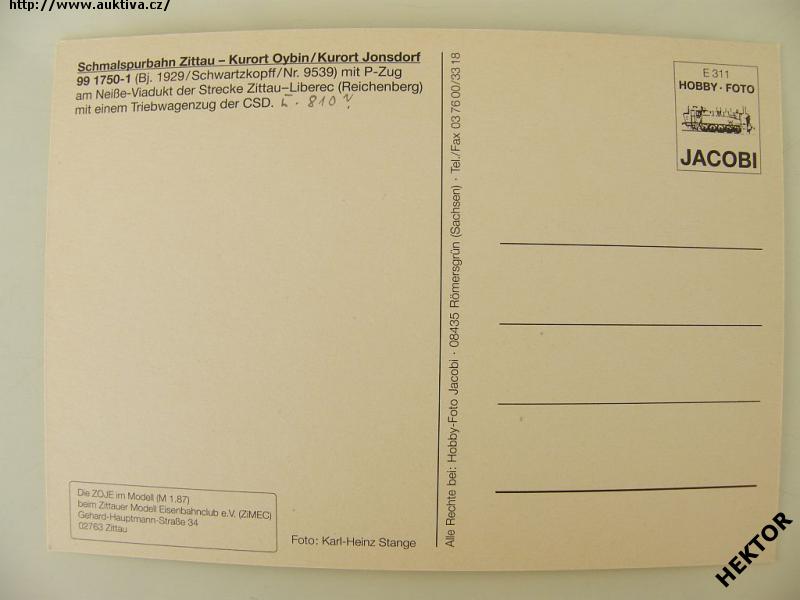 http://www.auktiva.cz/
Schmalspurbahn Zittau – Kurort Oybin/Kurort Jonsdorf
99 1750-1 (Bj. 1929/Schwartzkopff/Nr. 9539) mit P-Zug
am Neiße-Viadukt der Strecke Zittau–Liberec (Reichenberg)
mit einem Triebwagenzug der CSD. ř. 810
Die ZOJE im Modell (M 1.87)
beim Zittauer Modell Eisenbahnclub e.V. (ZiMEC)
Gehard-Hauptmann-Straße 34
02763 Zittau
Foto: Karl-Heinz Stange
Alle Rechte bei: Hobby-Foto Jacobi · 08435 Römersgrün (Sachsen) · Tel./Fax 03 76 00/33 18
E 311
HOBBY · FOTO
JACOBI
HEKTOR